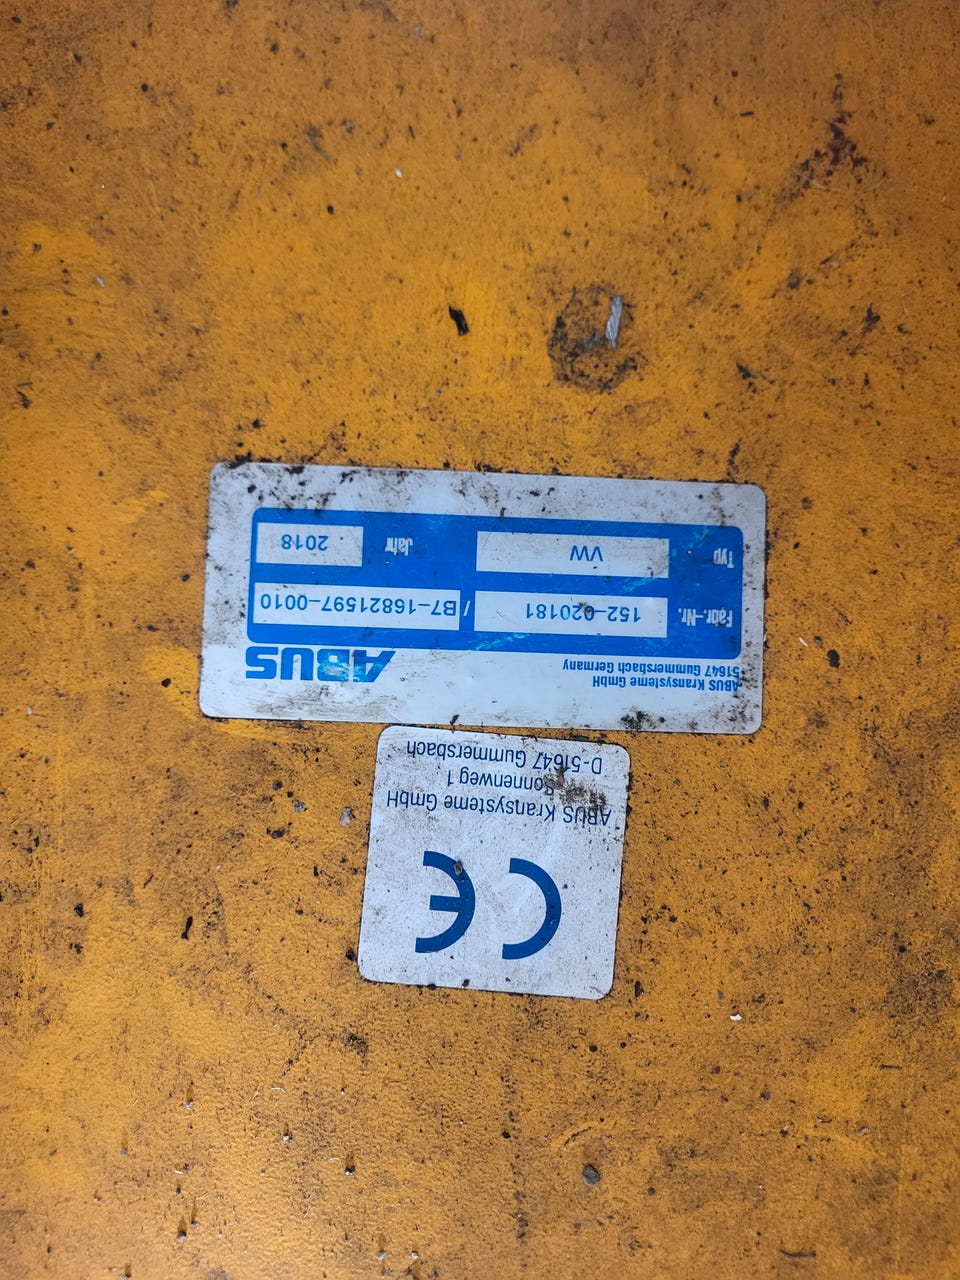 ABUS Kransysteme GmbH
51647 Gummersbach Germany
ABUS
Fabr.-Nr. 152-020181 / B7-16821597-0010
Typ VW Jahr 2018
CE
ABUS Kransysteme GmbH
Sonnenweg 1
D-51647 Gummersbach